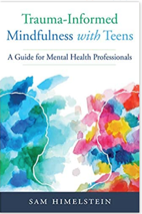 Trauma-Informed
Mindfulness with Teens
A Guide for Mental Health Professionals
SAM HIMELSTEIN